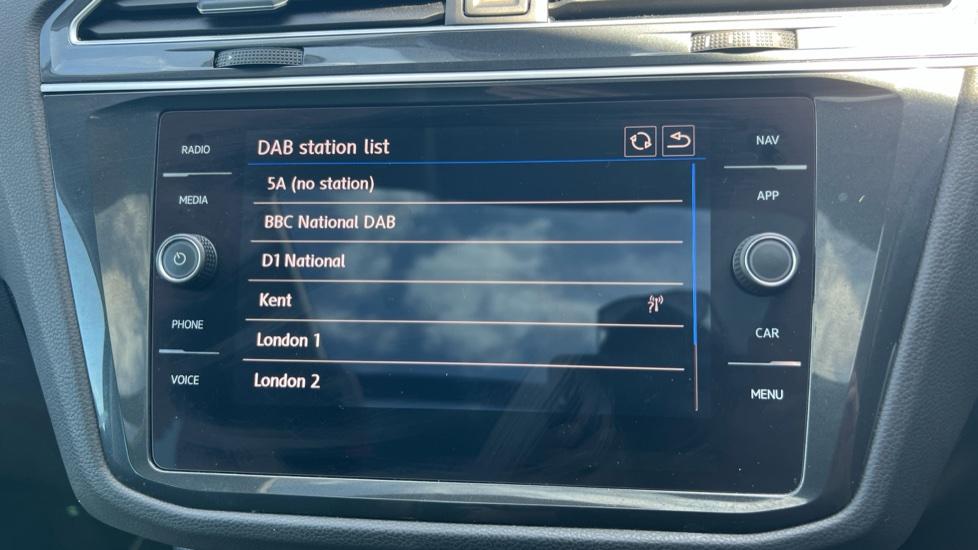 RADIO
MEDIA
PHONE
VOICE
DAB station list
5A (no station)
BBC National DAB
D1 National
Kent
London 1
London 2
NAV
APP
CAR
MENU